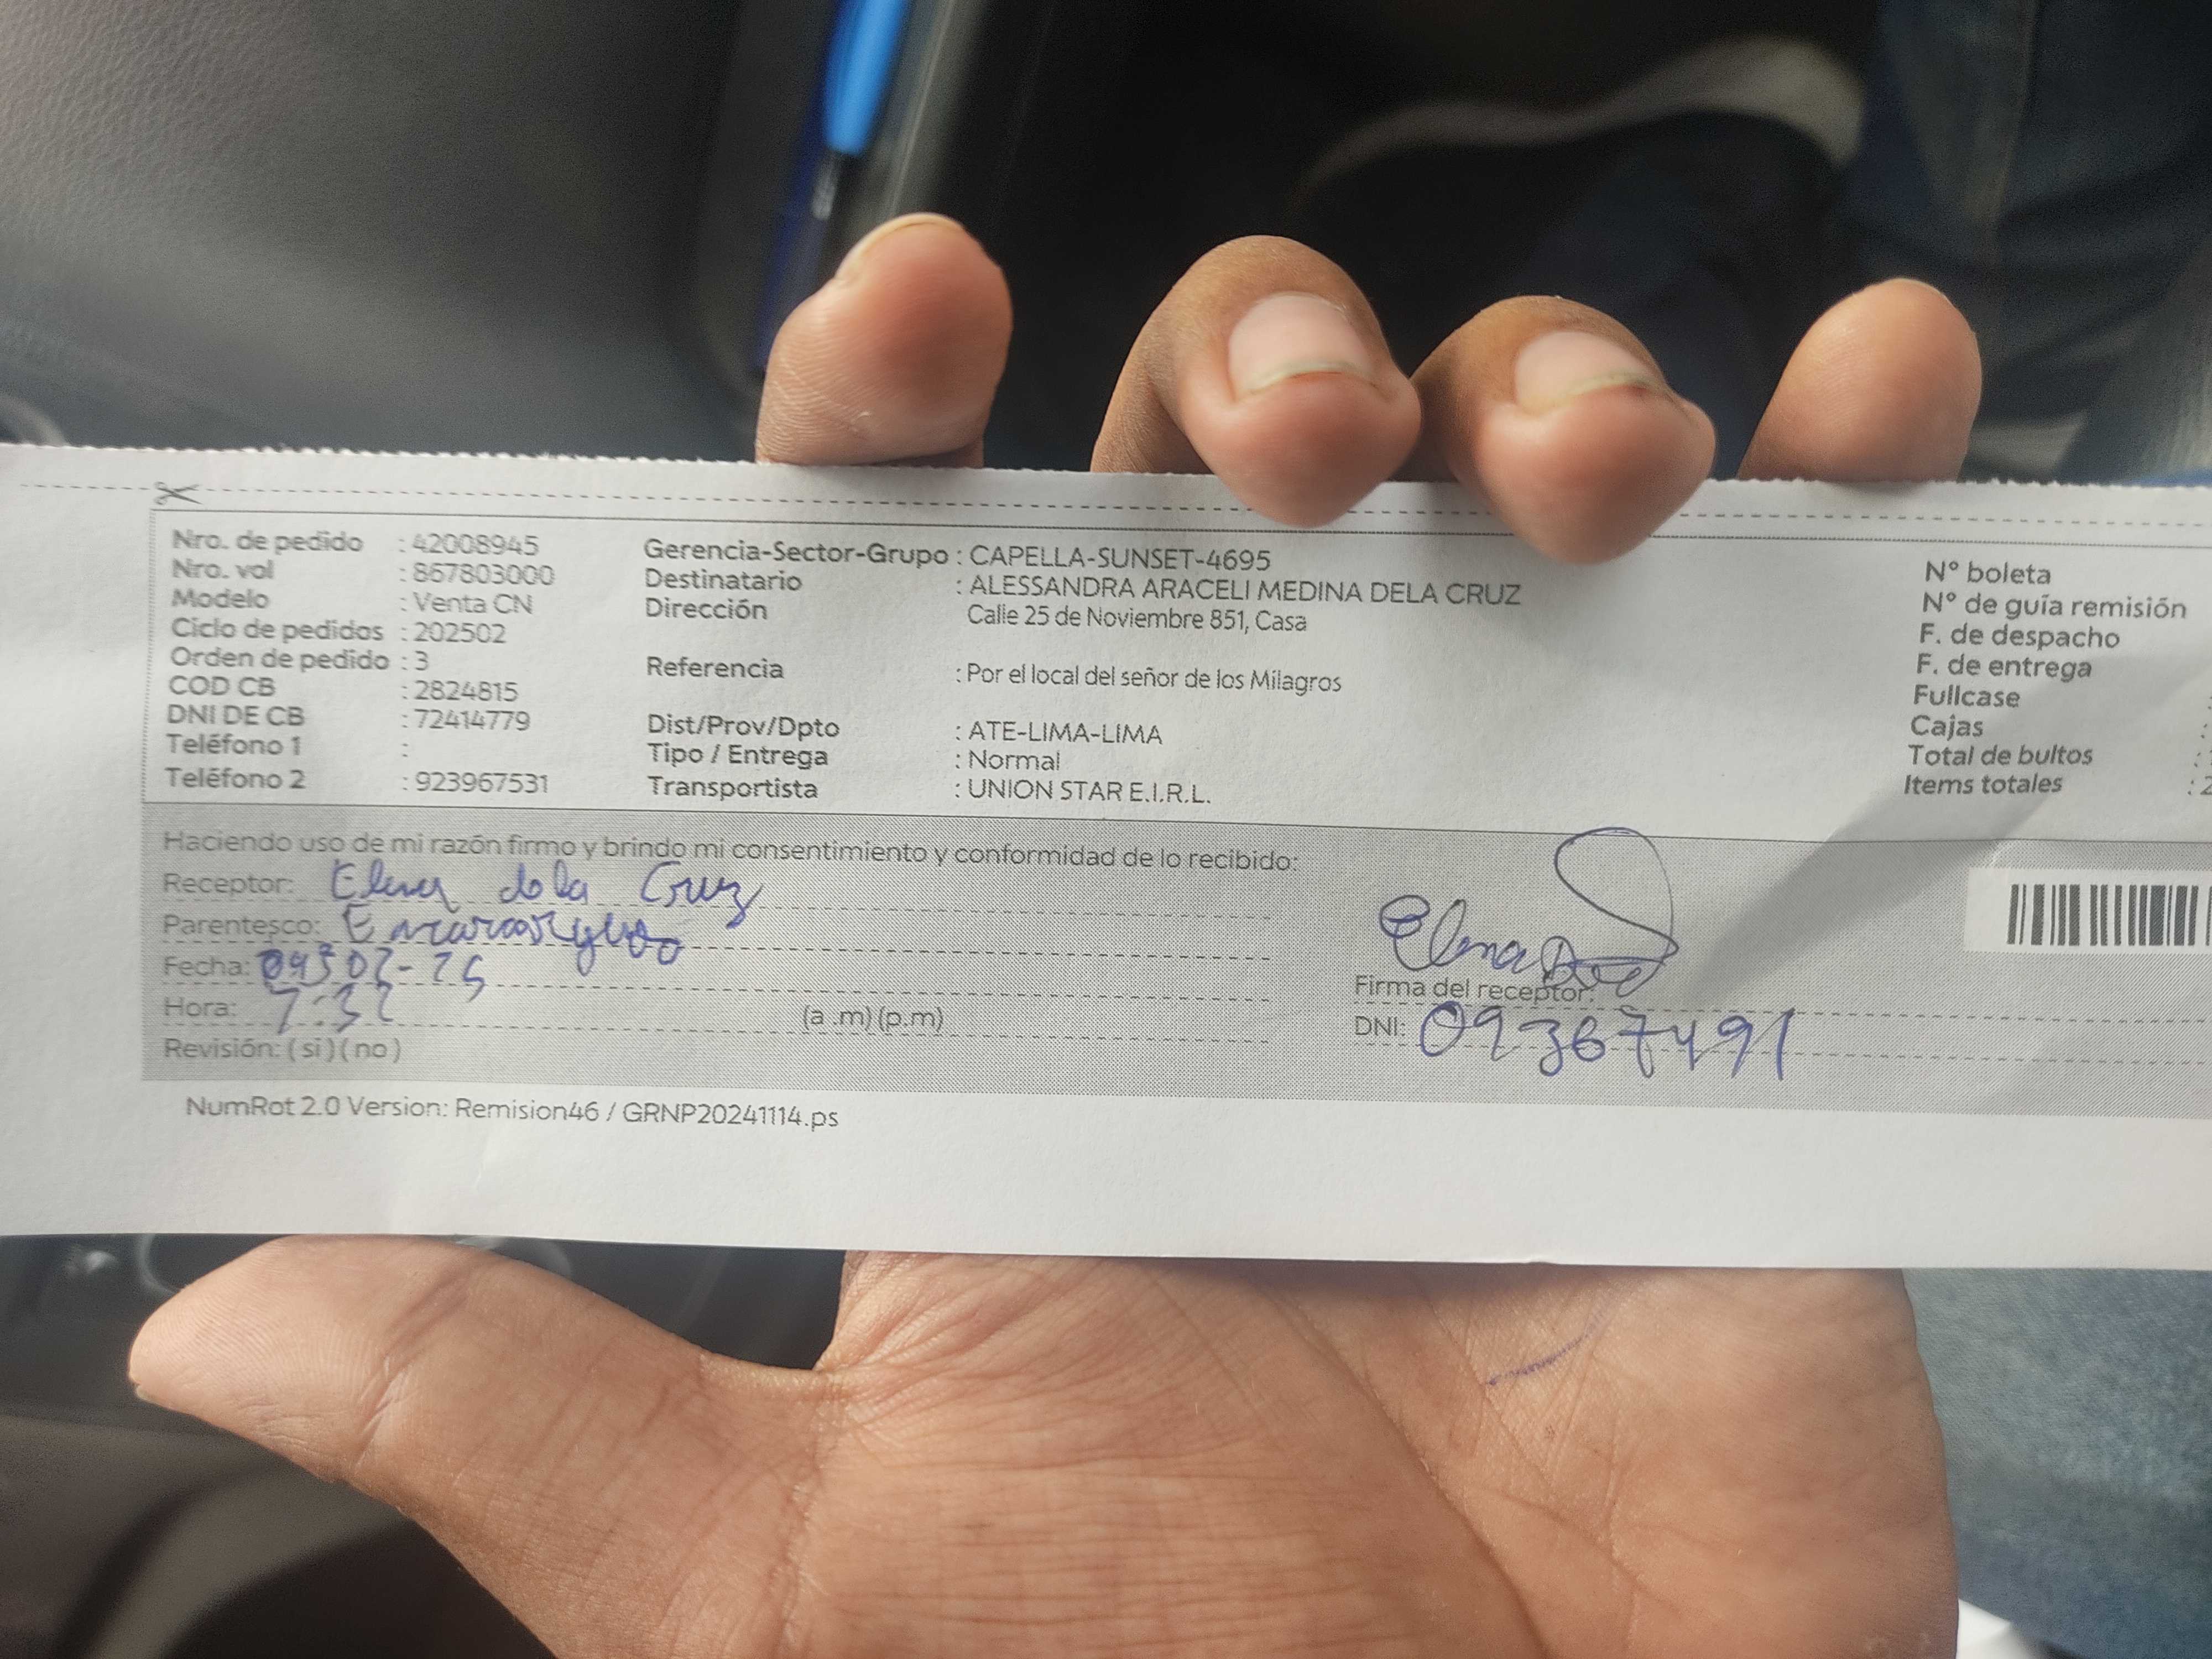 Nro. de pedido : 42008945
Nro. vol : 867803000
Modelo : Venta CN
Ciclo de pedidos : 202502
Orden de pedido : 3
COD CB : 2824815
DNI DE CB : 72414779
Teléfono 1 :
Teléfono 2 : 923967531
Gerencia-Sector-Grupo : CAPELLA-SUNSET-4695
Destinatario : ALESSANDRA ARACELI MEDINA DELA CRUZ
Dirección Calle 25 de Noviembre 851, Casa
Referencia : Por el local del señor de los Milagros
Dist/Prov/Dpto : ATE-LIMA-LIMA
Tipo / Entrega : Normal
Transportista : UNION STAR E.I.R.L.
N° boleta
N° de guía remisión
F. de despacho
F. de entrega
Fullcase :
Cajas :
Total de bultos :
Items totales : 2
Haciendo uso de mi razón firmo y brindo mi consentimiento y conformidad de lo recibido:
Receptor: Elena de la Cruz
Parentesco:
Fecha:
Hora: 7:32 (a .m) (p.m)
Revisión: ( si ) ( no )
Elena
Firma del receptor:
DNI: 09367491
NumRot 2.0 Version: Remision46 / GRNP20241114.ps